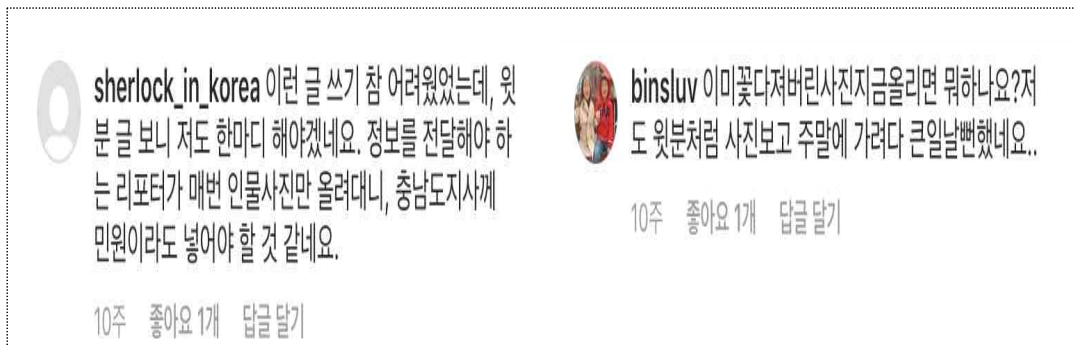 sherlock_in_korea 이런 글 쓰기 참 어려웠었는데, 윗
분 글 보니 저도 한마디 해야겠네요. 정보를 전달해야 하
는 리포터가 매번 인물사진만 올려대니, 충남도지사께
민원이라도 넣어야 할 것 같네요.
10주 좋아요 1개 답글 달기
binsluv 이미꽃다져버린사진지금올리면 뭐하나요?저
도 윗분처럼 사진보고 주말에 가려다 큰일날뻔했네요..
10주 좋아요 1개 답글 달기